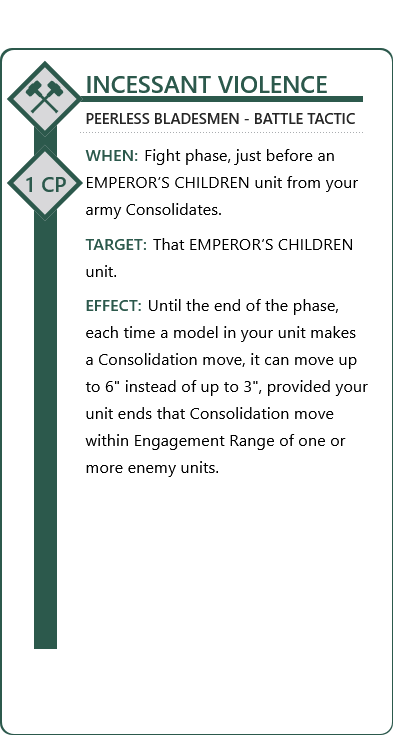 INCESSANT VIOLENCE
PEERLESS BLADESMEN - BATTLE TACTIC
1 CP
WHEN: Fight phase, just before an
EMPEROR’S CHILDREN unit from your
army Consolidates.
TARGET: That EMPEROR’S CHILDREN
unit.
EFFECT: Until the end of the phase,
each time a model in your unit makes
a Consolidation move, it can move up
to 6" instead of up to 3", provided your
unit ends that Consolidation move
within Engagement Range of one or
more enemy units.